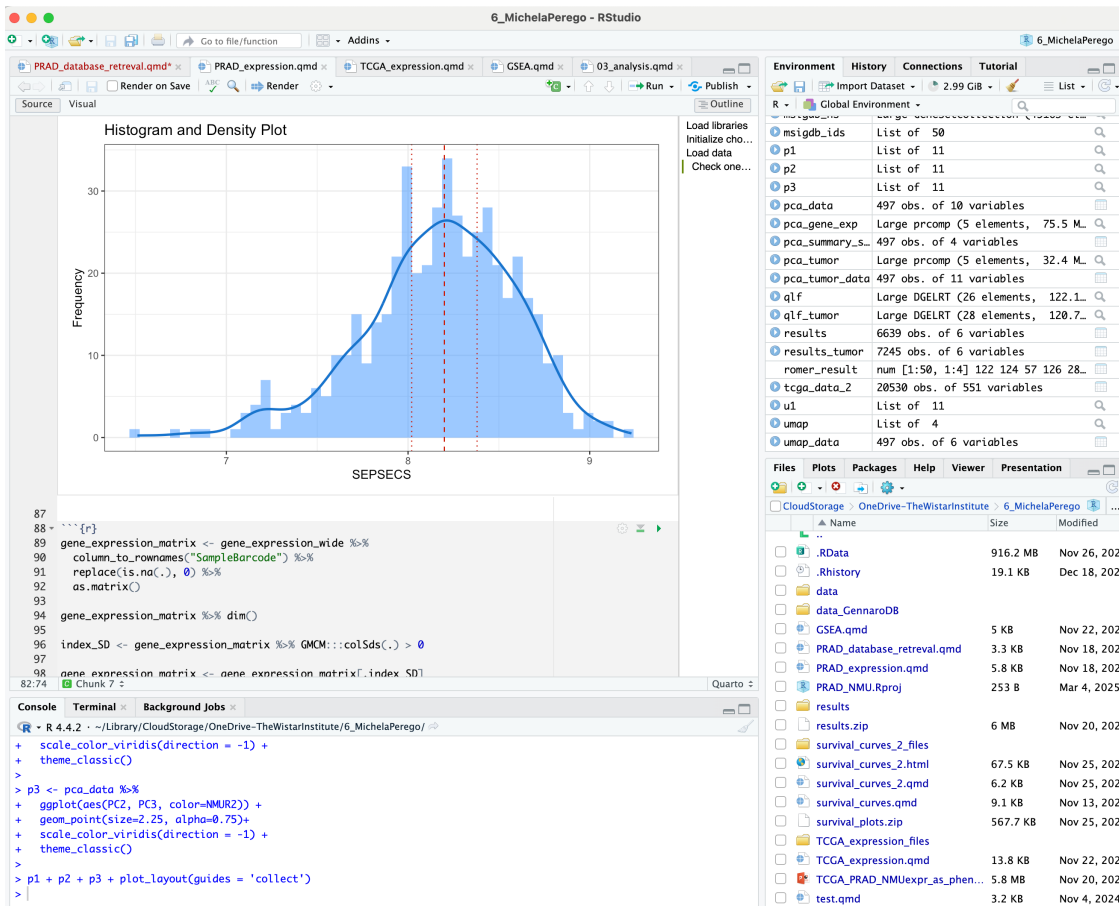 6_MichelaPerego - RStudio
Go to file/function
Addins
6_MichelaPerego
PRAD_database_retreval.qmd*
PRAD_expression.qmd
TCGA_expression.qmd
GSEA.qmd
03_analysis.qmd
Render on Save
ABC
Render
Run
Publish
Source
Visual
Outline
Histogram and Density Plot
Frequency
30
20
10
0
7
8
9
SEPSECS
Load libraries
Initialize cho...
Load data
Check one...
87
88 ```{r}
89 gene_expression_matrix <- gene_expression_wide %>%
90   column_to_rownames("SampleBarcode") %>%
91   replace(is.na(.), 0) %>%
92   as.matrix()
93
94 gene_expression_matrix %>% dim()
95
96 index_SD <- gene_expression_matrix %>% GMCM:::colSds(.) > 0
97
98 gene_expression_matrix <- gene_expression_matrix[,index_SD]
82:74
Chunk 7
Quarto
Console
Terminal
Background Jobs
R 4.4.2 · ~/Library/CloudStorage/OneDrive-TheWistarInstitute/6_MichelaPerego/
+   scale_color_viridis(direction = -1) +
+   theme_classic()
>
> p3 <- pca_data %>%
+   ggplot(aes(PC2, PC3, color=NMUR2)) +
+   geom_point(size=2.25, alpha=0.75)+
+   scale_color_viridis(direction = -1) +
+   theme_classic()
>
> p1 + p2 + p3 + plot_layout(guides = 'collect')
>
Environment
History
Connections
Tutorial
Import Dataset
2.99 GiB
List
R
Global Environment
msigdb_ids List of 50
p1 List of 11
p2 List of 11
p3 List of 11
pca_data 497 obs. of 10 variables
pca_gene_exp Large prcomp (5 elements, 75.5 M...
pca_summary_s... 497 obs. of 4 variables
pca_tumor Large prcomp (5 elements, 32.4 M...
pca_tumor_data 497 obs. of 11 variables
qlf Large DGELRT (26 elements, 122.1...
qlf_tumor Large DGELRT (28 elements, 120.7...
results 6639 obs. of 6 variables
results_tumor 7245 obs. of 6 variables
romer_result num [1:50, 1:4] 122 124 57 126 28...
tcga_data_2 20530 obs. of 551 variables
u1 List of 11
umap List of 4
umap_data 497 obs. of 6 variables
Files
Plots
Packages
Help
Viewer
Presentation
CloudStorage
OneDrive-TheWistarInstitute
6_MichelaPerego
...
Name Size Modified
..
.RData 916.2 MB Nov 26, 202
.Rhistory 19.1 KB Dec 18, 202
data
data_GennaroDB
GSEA.qmd 5 KB Nov 22, 202
PRAD_database_retreval.qmd 3.3 KB Nov 18, 202
PRAD_expression.qmd 5.8 KB Nov 18, 202
PRAD_NMU.Rproj 253 B Mar 4, 2025
results
results.zip 6 MB Nov 20, 202
survival_curves_2_files
survival_curves_2.html 67.5 KB Nov 25, 202
survival_curves_2.qmd 6.2 KB Nov 25, 202
survival_curves.qmd 9.1 KB Nov 13, 202
survival_plots.zip 567.7 KB Nov 25, 202
TCGA_expression_files
TCGA_expression.qmd 13.8 KB Nov 22, 202
TCGA_PRAD_NMUexpr_as_phen... 5.8 MB Nov 20, 202
test.qmd 3.2 KB Nov 4, 2024